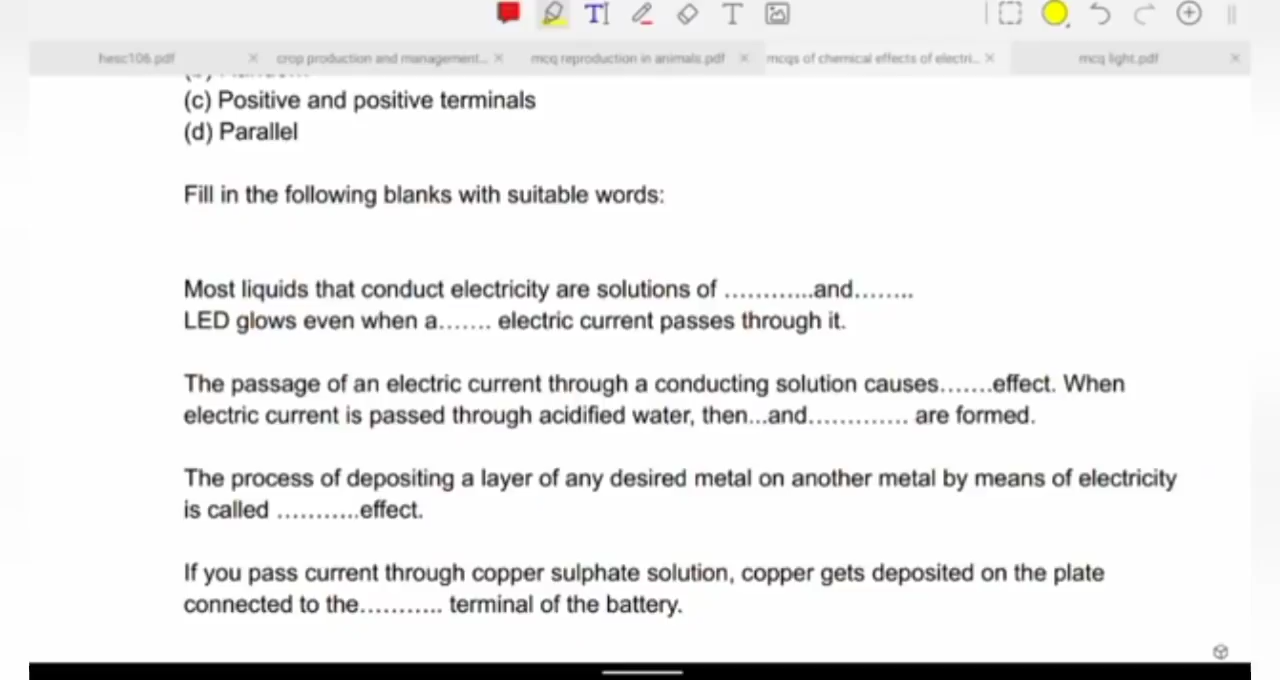 hesc106.pdf
crop production and management...
mcq reproduction in animals.pdf
mcqs of chemical effects of electri...
mcq light.pdf
(c) Positive and positive terminals
(d) Parallel
Fill in the following blanks with suitable words:
Most liquids that conduct electricity are solutions of ............and........
LED glows even when a....... electric current passes through it.
The passage of an electric current through a conducting solution causes.......effect. When
electric current is passed through acidified water, then...and............. are formed.
The process of depositing a layer of any desired metal on another metal by means of electricity
is called ...........effect.
If you pass current through copper sulphate solution, copper gets deposited on the plate
connected to the........... terminal of the battery.